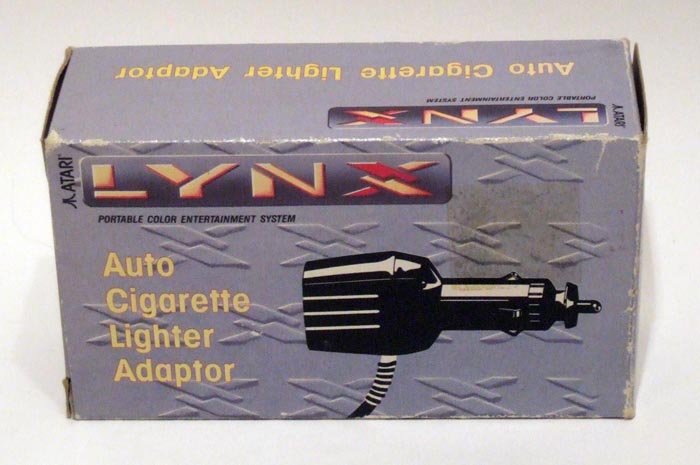 Auto Cigarette Lighter Adaptor
PORTABLE COLOR ENTERTAINMENT SYSTEM
LYNX
ATARI
ATARI
LYNX
PORTABLE COLOR ENTERTAINMENT SYSTEM
Auto
Cigarette
Lighter
Adaptor